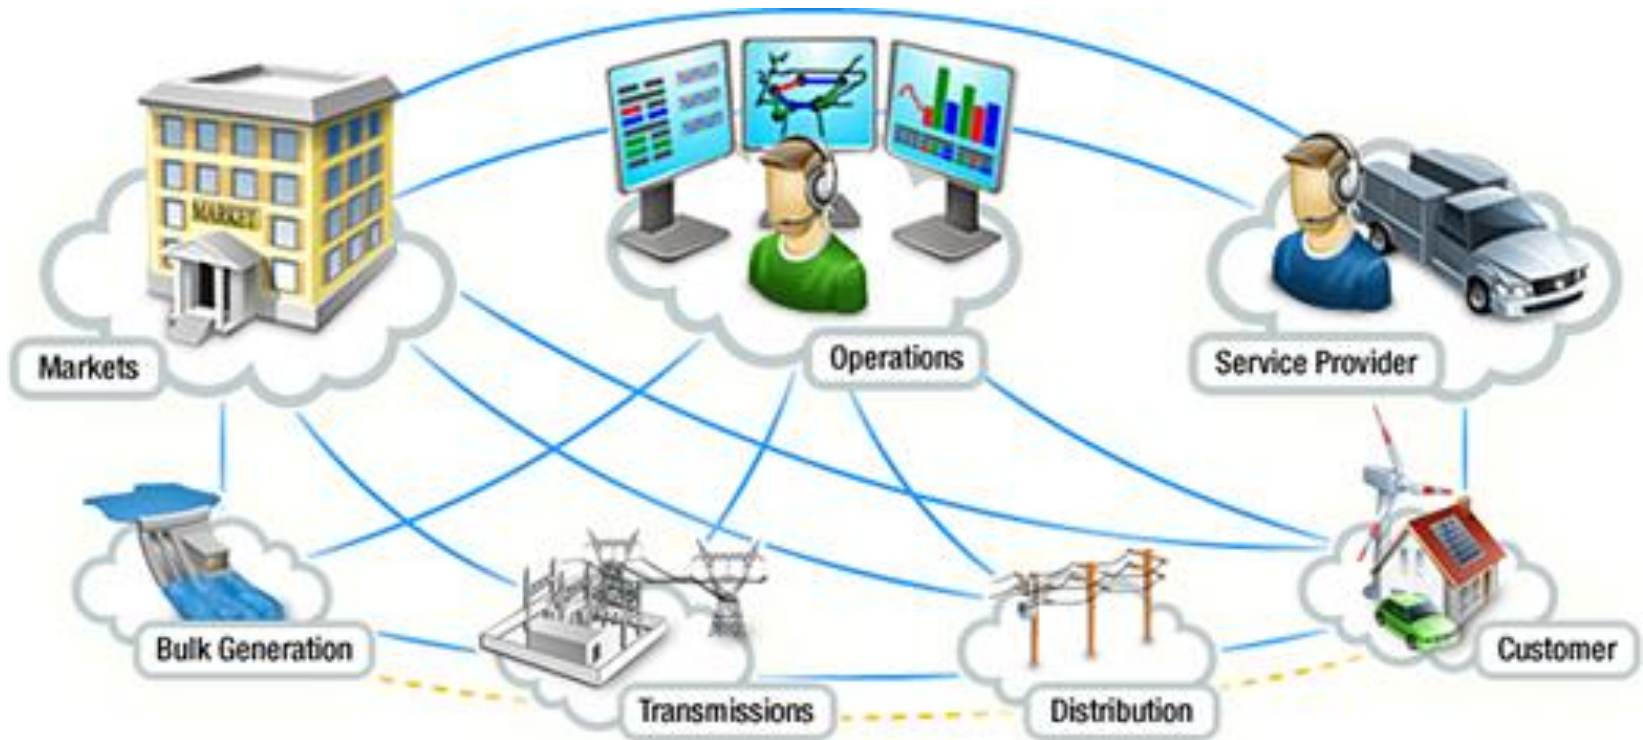 MARKET
Markets
Operations
Service Provider
Bulk Generation
Transmissions
Distribution
Customer